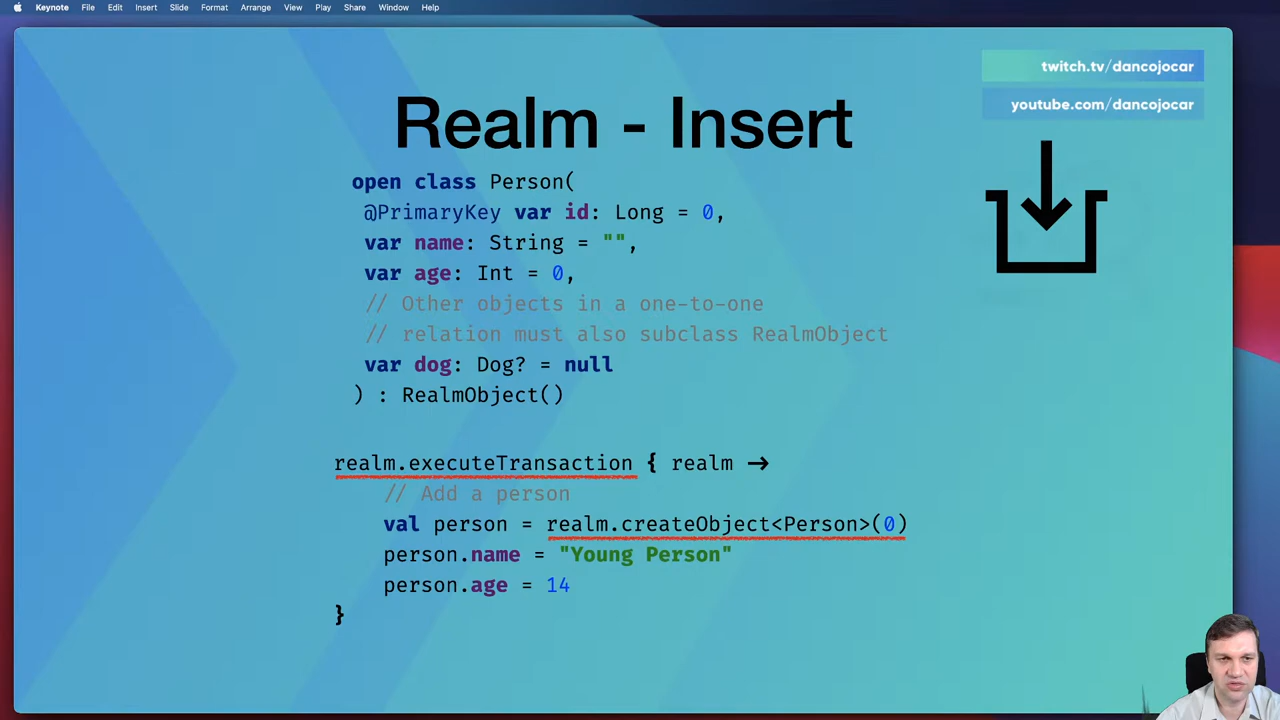 Keynote File Edit Insert Slide Format Arrange View Play Share Window Help
twitch.tv/dancojocar
youtube.com/dancojocar
Realm - Insert
open class Person(
@PrimaryKey var id: Long = 0,
var name: String = "",
var age: Int = 0,
// Other objects in a one-to-one
// relation must also subclass RealmObject
var dog: Dog? = null
) : RealmObject()
realm.executeTransaction { realm ->
// Add a person
val person = realm.createObject<Person>(0)
person.name = "Young Person"
person.age = 14
}